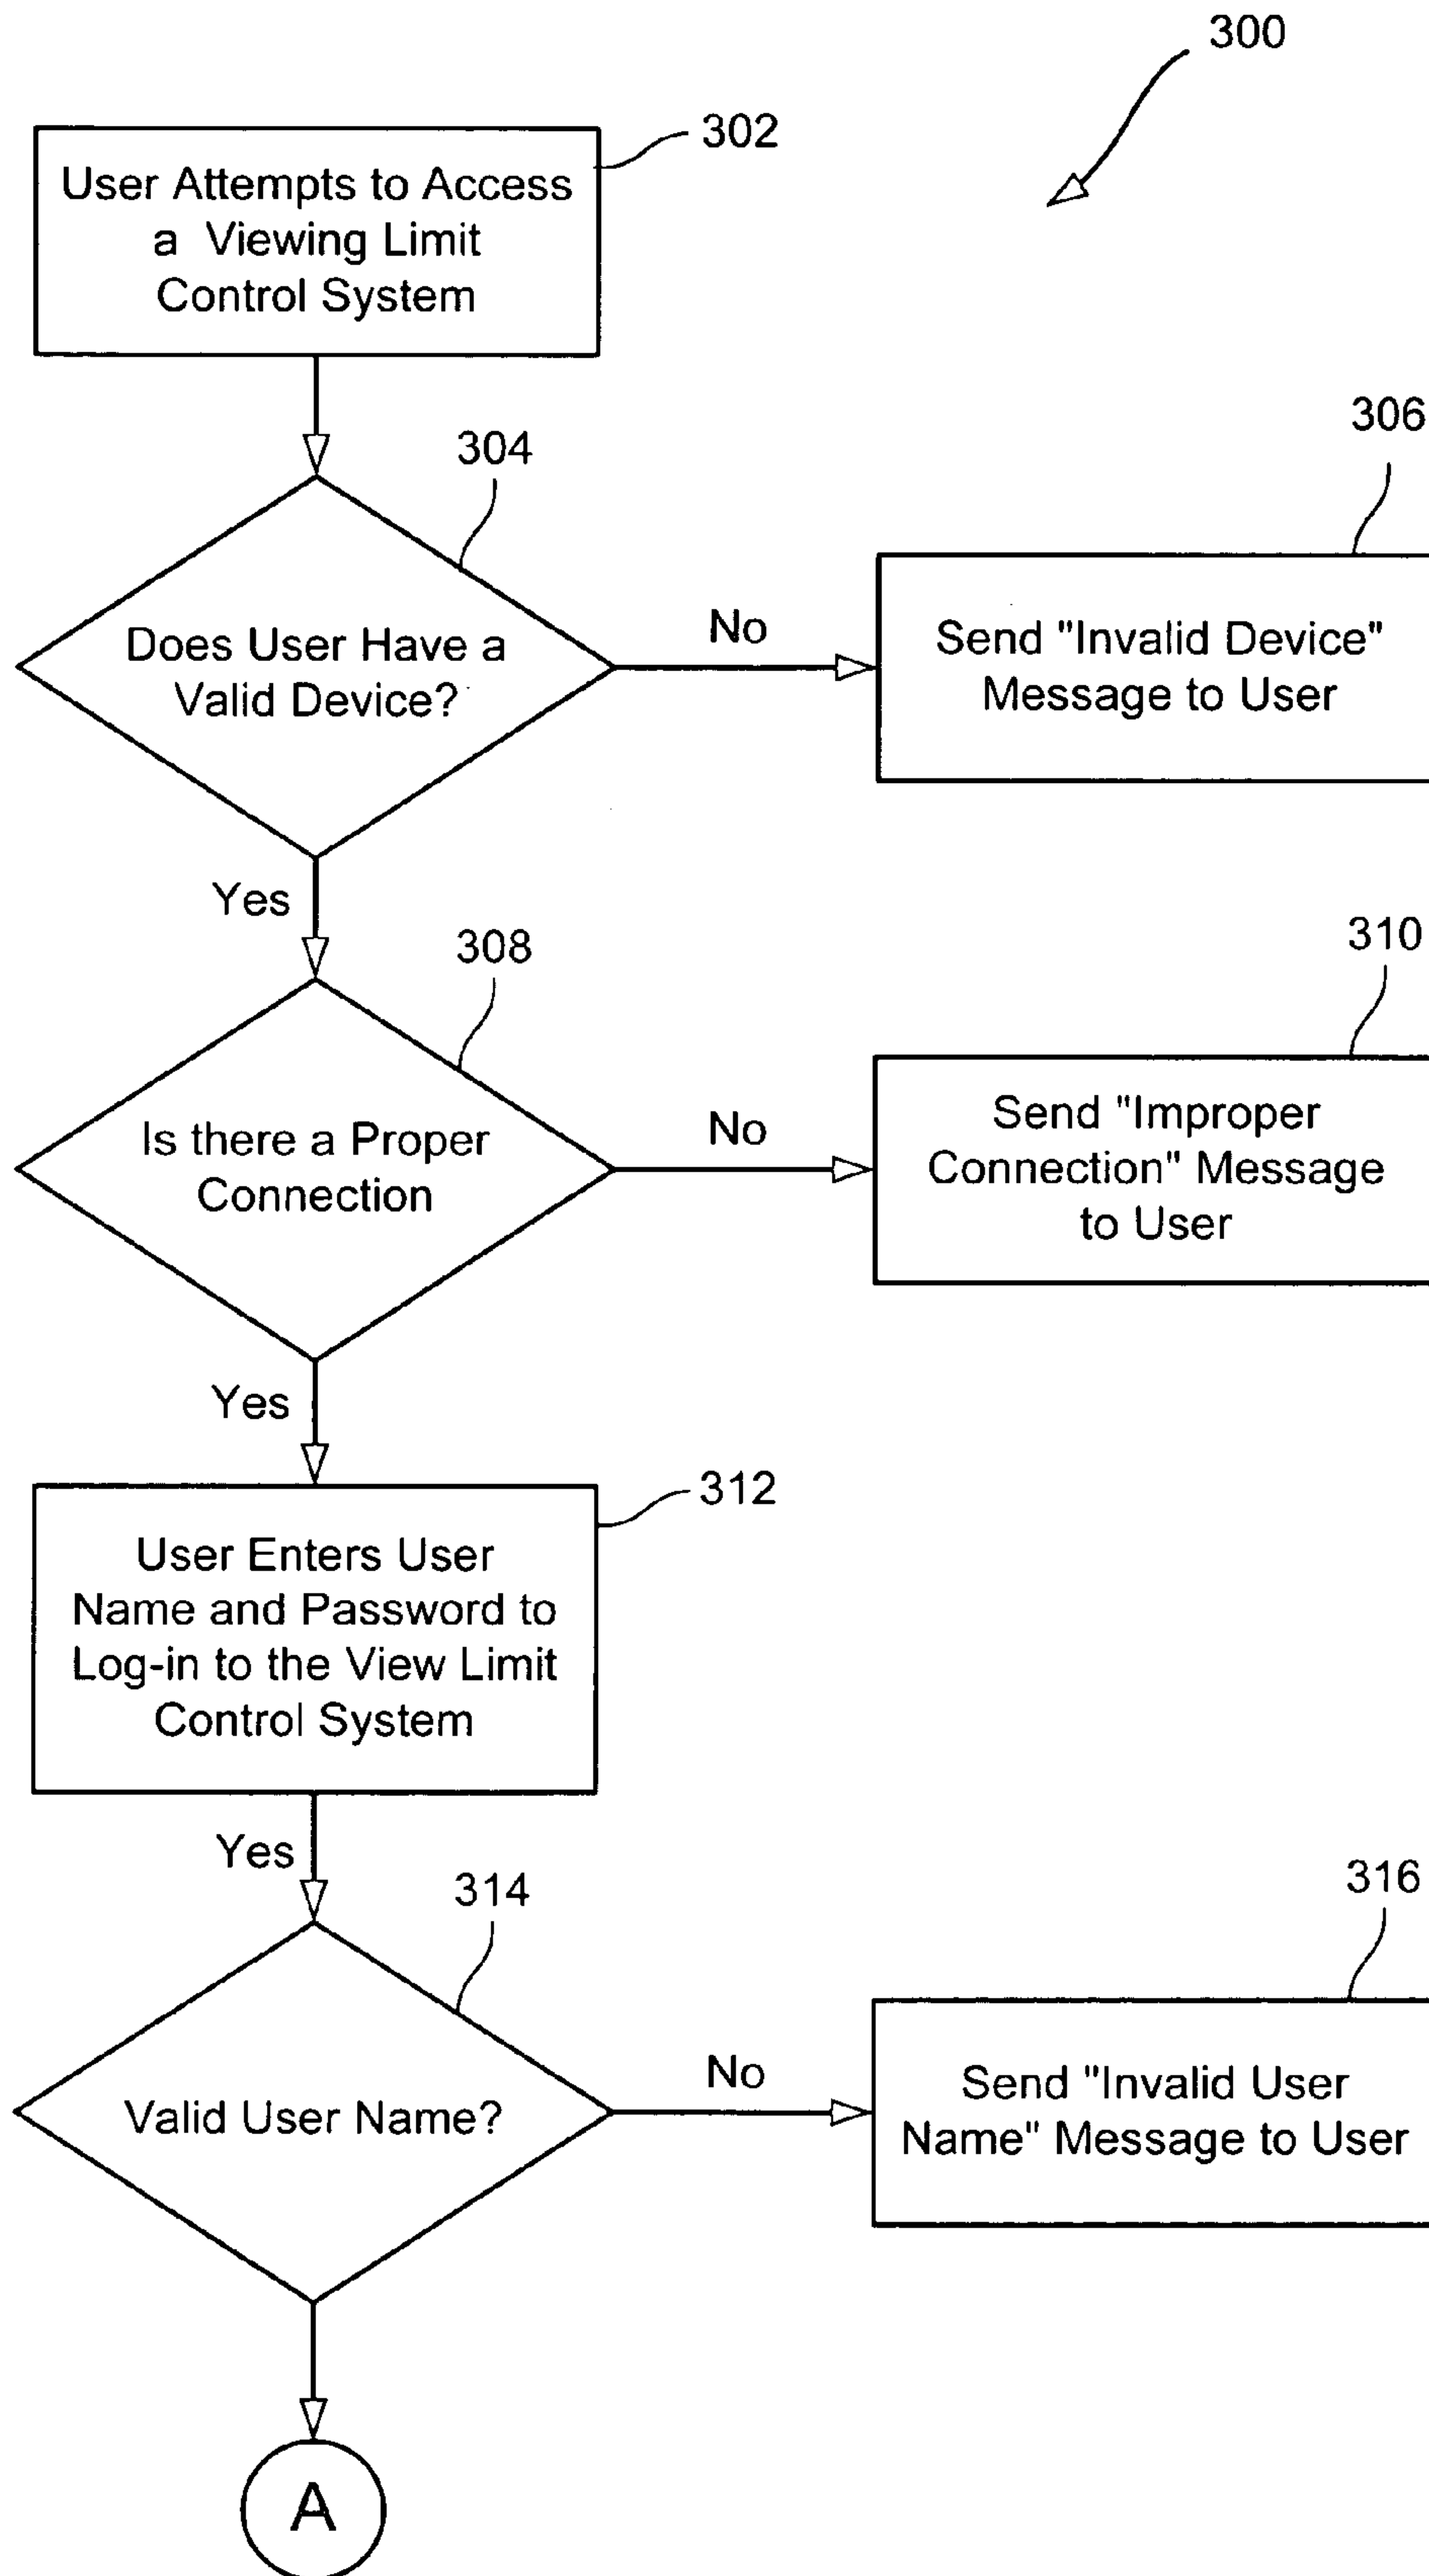 300
302
User Attempts to Access
a Viewing Limit
Control System
304
Does User Have a
Valid Device?
No
306
Send "Invalid Device"
Message to User
Yes
308
Is there a Proper
Connection
No
310
Send "Improper
Connection" Message
to User
Yes
312
User Enters User
Name and Password to
Log-in to the View Limit
Control System
Yes
314
Valid User Name?
No
316
Send "Invalid User
Name" Message to User
A